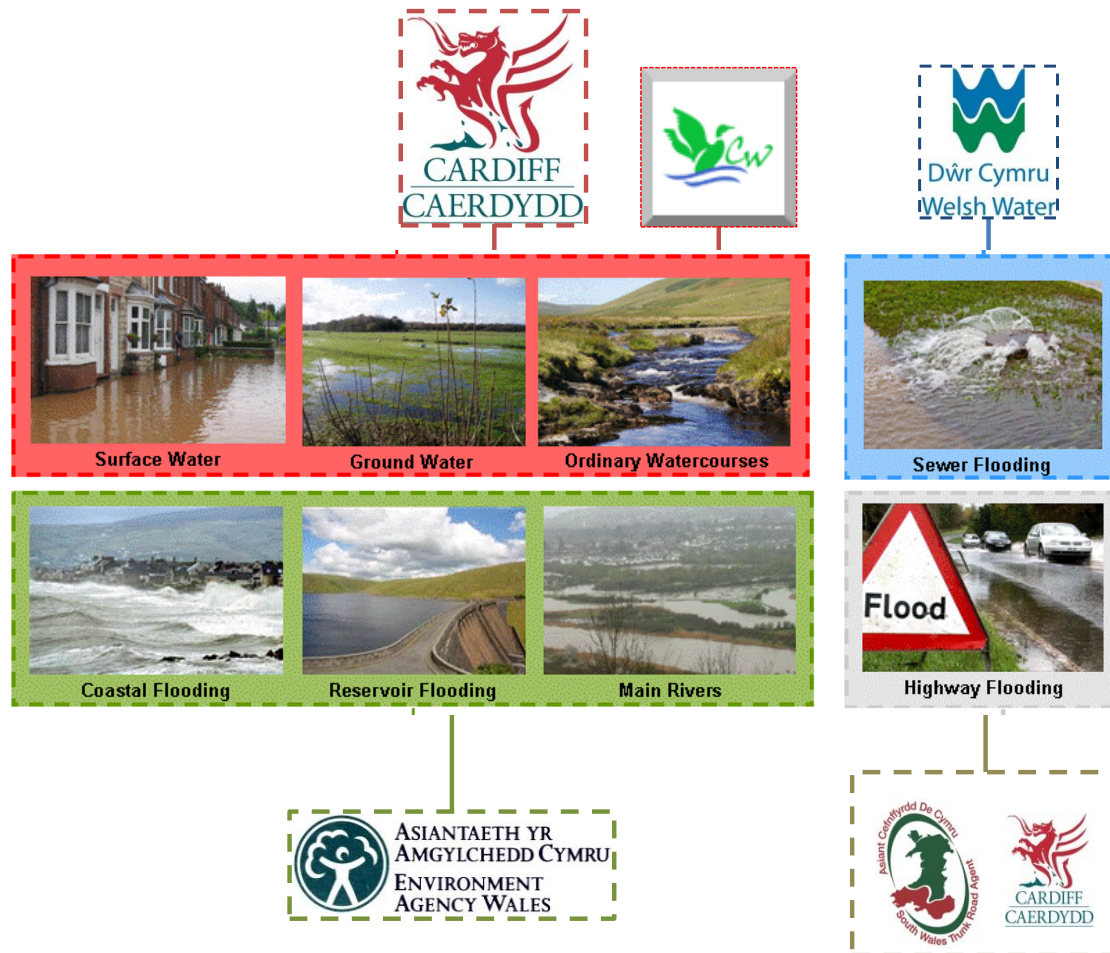 CARDIFF
CAERDYDD
CW
Dŵr Cymru
Welsh Water
Surface Water
Ground Water
Ordinary Watercourses
Sewer Flooding
Coastal Flooding
Reservoir Flooding
Main Rivers
Flood
Highway Flooding
ASIANTAETH YR
AMGYLCHEDD CYMRU
ENVIRONMENT
AGENCY WALES
Asiant Cefnffyrdd De Cymru
South Wales Trunk Road Agent
CARDIFF
CAERDYDD